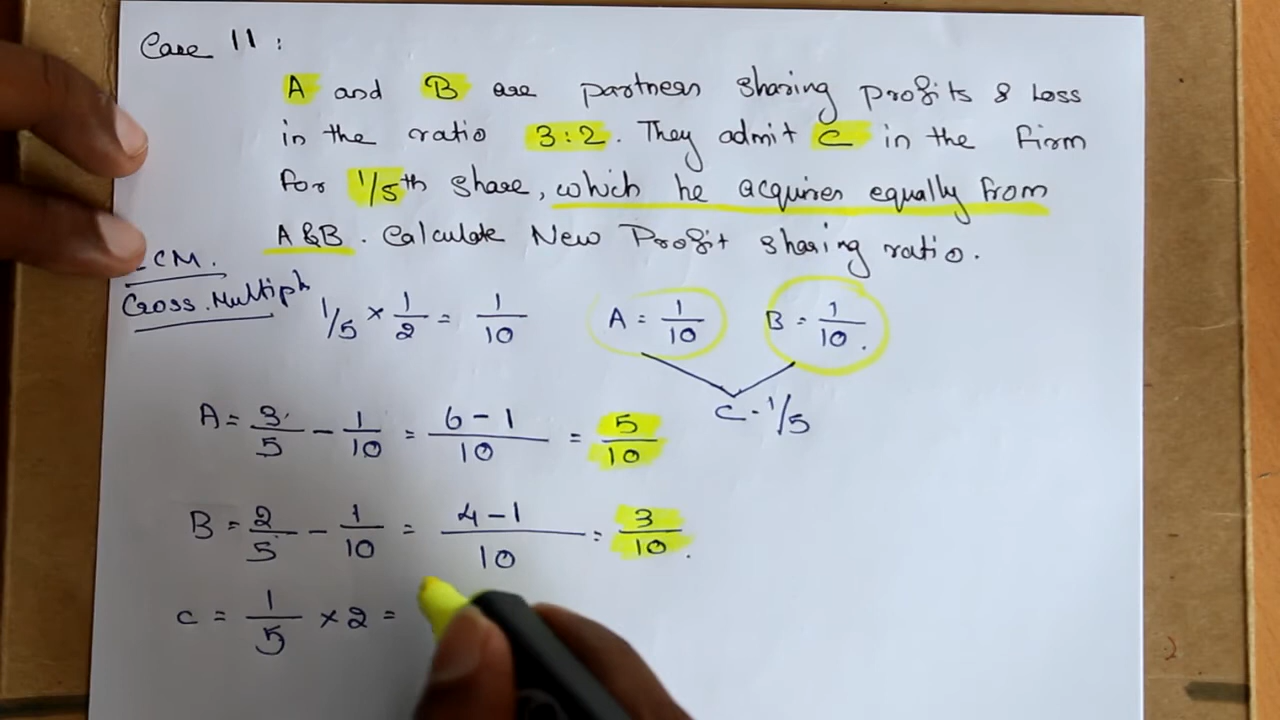 Case 11 :
A and B are partners sharing profits & Loss
in the ratio 3:2. They admit C in the Firm
for 1/5th share, which he acquires equally from
A & B. Calculate New Profit sharing ratio.
LCM.
Cross. Multiply
1/5 × 1/2 = 1/10 A = 1/10 B = 1/10.
C - 1/5
A = 3/5 - 1/10 = 6-1/10 = 5/10
B = 2/5 - 1/10 = 4-1/10 = 3/10.
C = 1/5 × 2 =